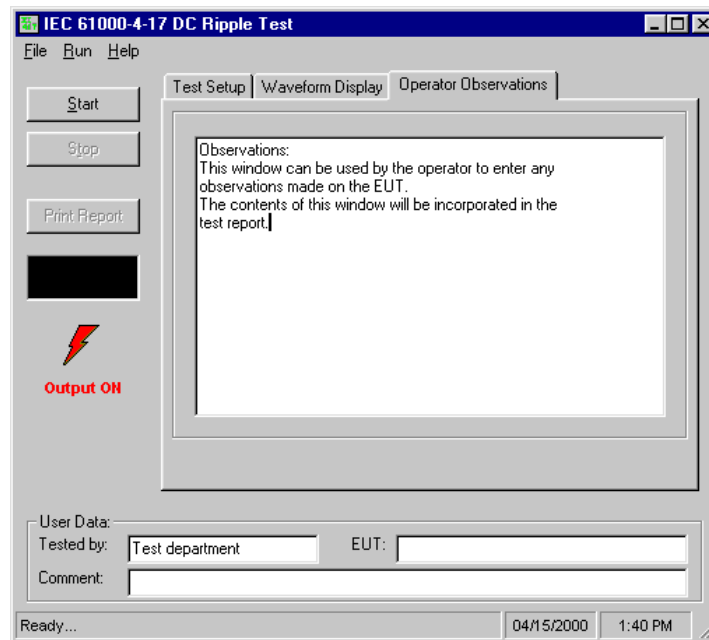 IEC 61000-4-17 DC Ripple Test
File Run Help
Start
Stop
Print Report
Output ON
Test Setup Waveform Display Operator Observations
Observations:
This window can be used by the operator to enter any
observations made on the EUT.
The contents of this window will be incorporated in the
test report.
User Data:
Tested by: Test department EUT:
Comment:
Ready... 04/15/2000 1:40 PM